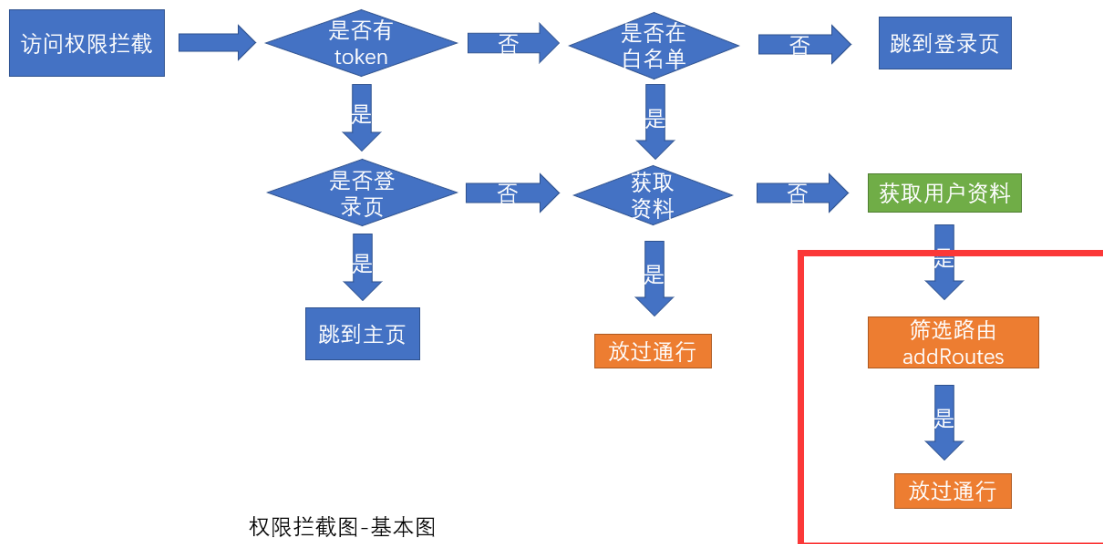 访问权限拦截
是否有
token
否
是否在
白名单
否
跳到登录页
是
是
是否登
录页
否
获取
资料
否
获取用户资料
是
是
是
跳到主页
放过通行
筛选路由
addRoutes
是
放过通行
权限拦截图-基本图